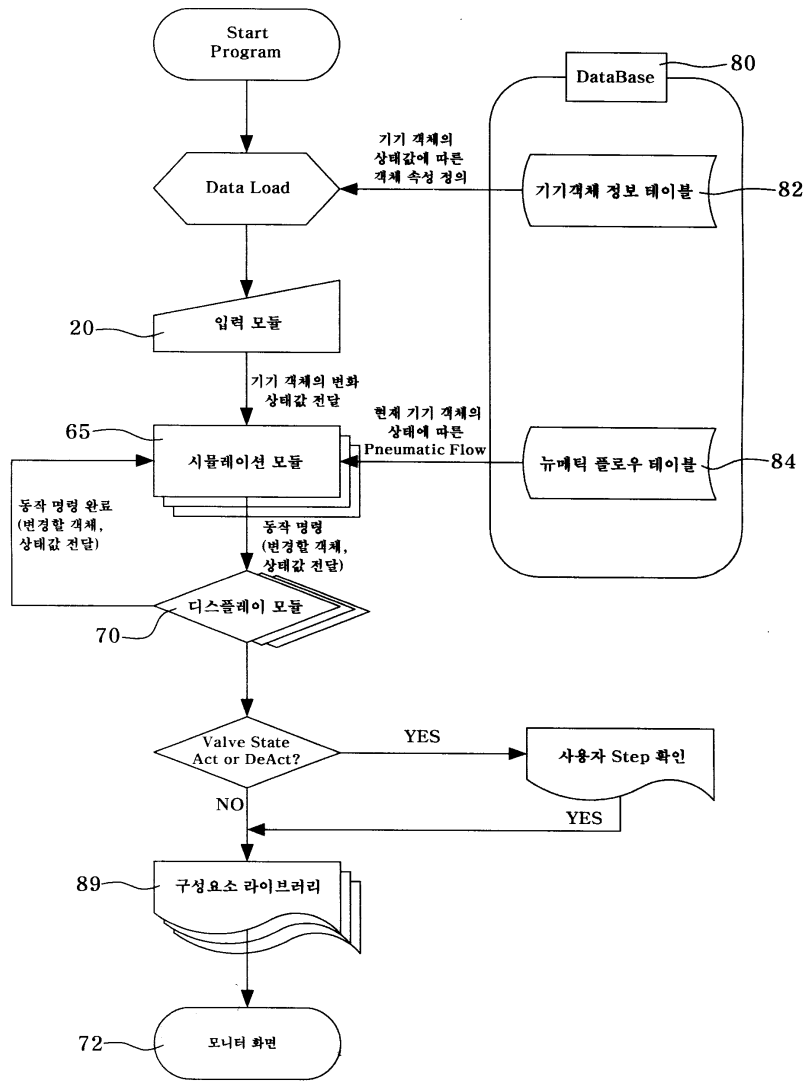 Start
Program
80
DataBase
기기 객체의
상태값에 따른
객체 속성 정의
Data Load
기기객체 정보 테이블
82
20
입력 모듈
기기 객체의 변화
상태값 전달
현재 기기 객체의
상태에 따른
Pneumatic Flow
65
시뮬레이션 모듈
뉴메틱 플로우 테이블
84
동작 명령 완료
(변경할 객체,
상태값 전달)
동작 명령
(변경할 객체,
상태값 전달)
디스플레이 모듈
70
Valve State
Act or DeAct?
YES
사용자 Step 확인
NO
YES
89
구성요소 라이브러리
72
모니터 화면